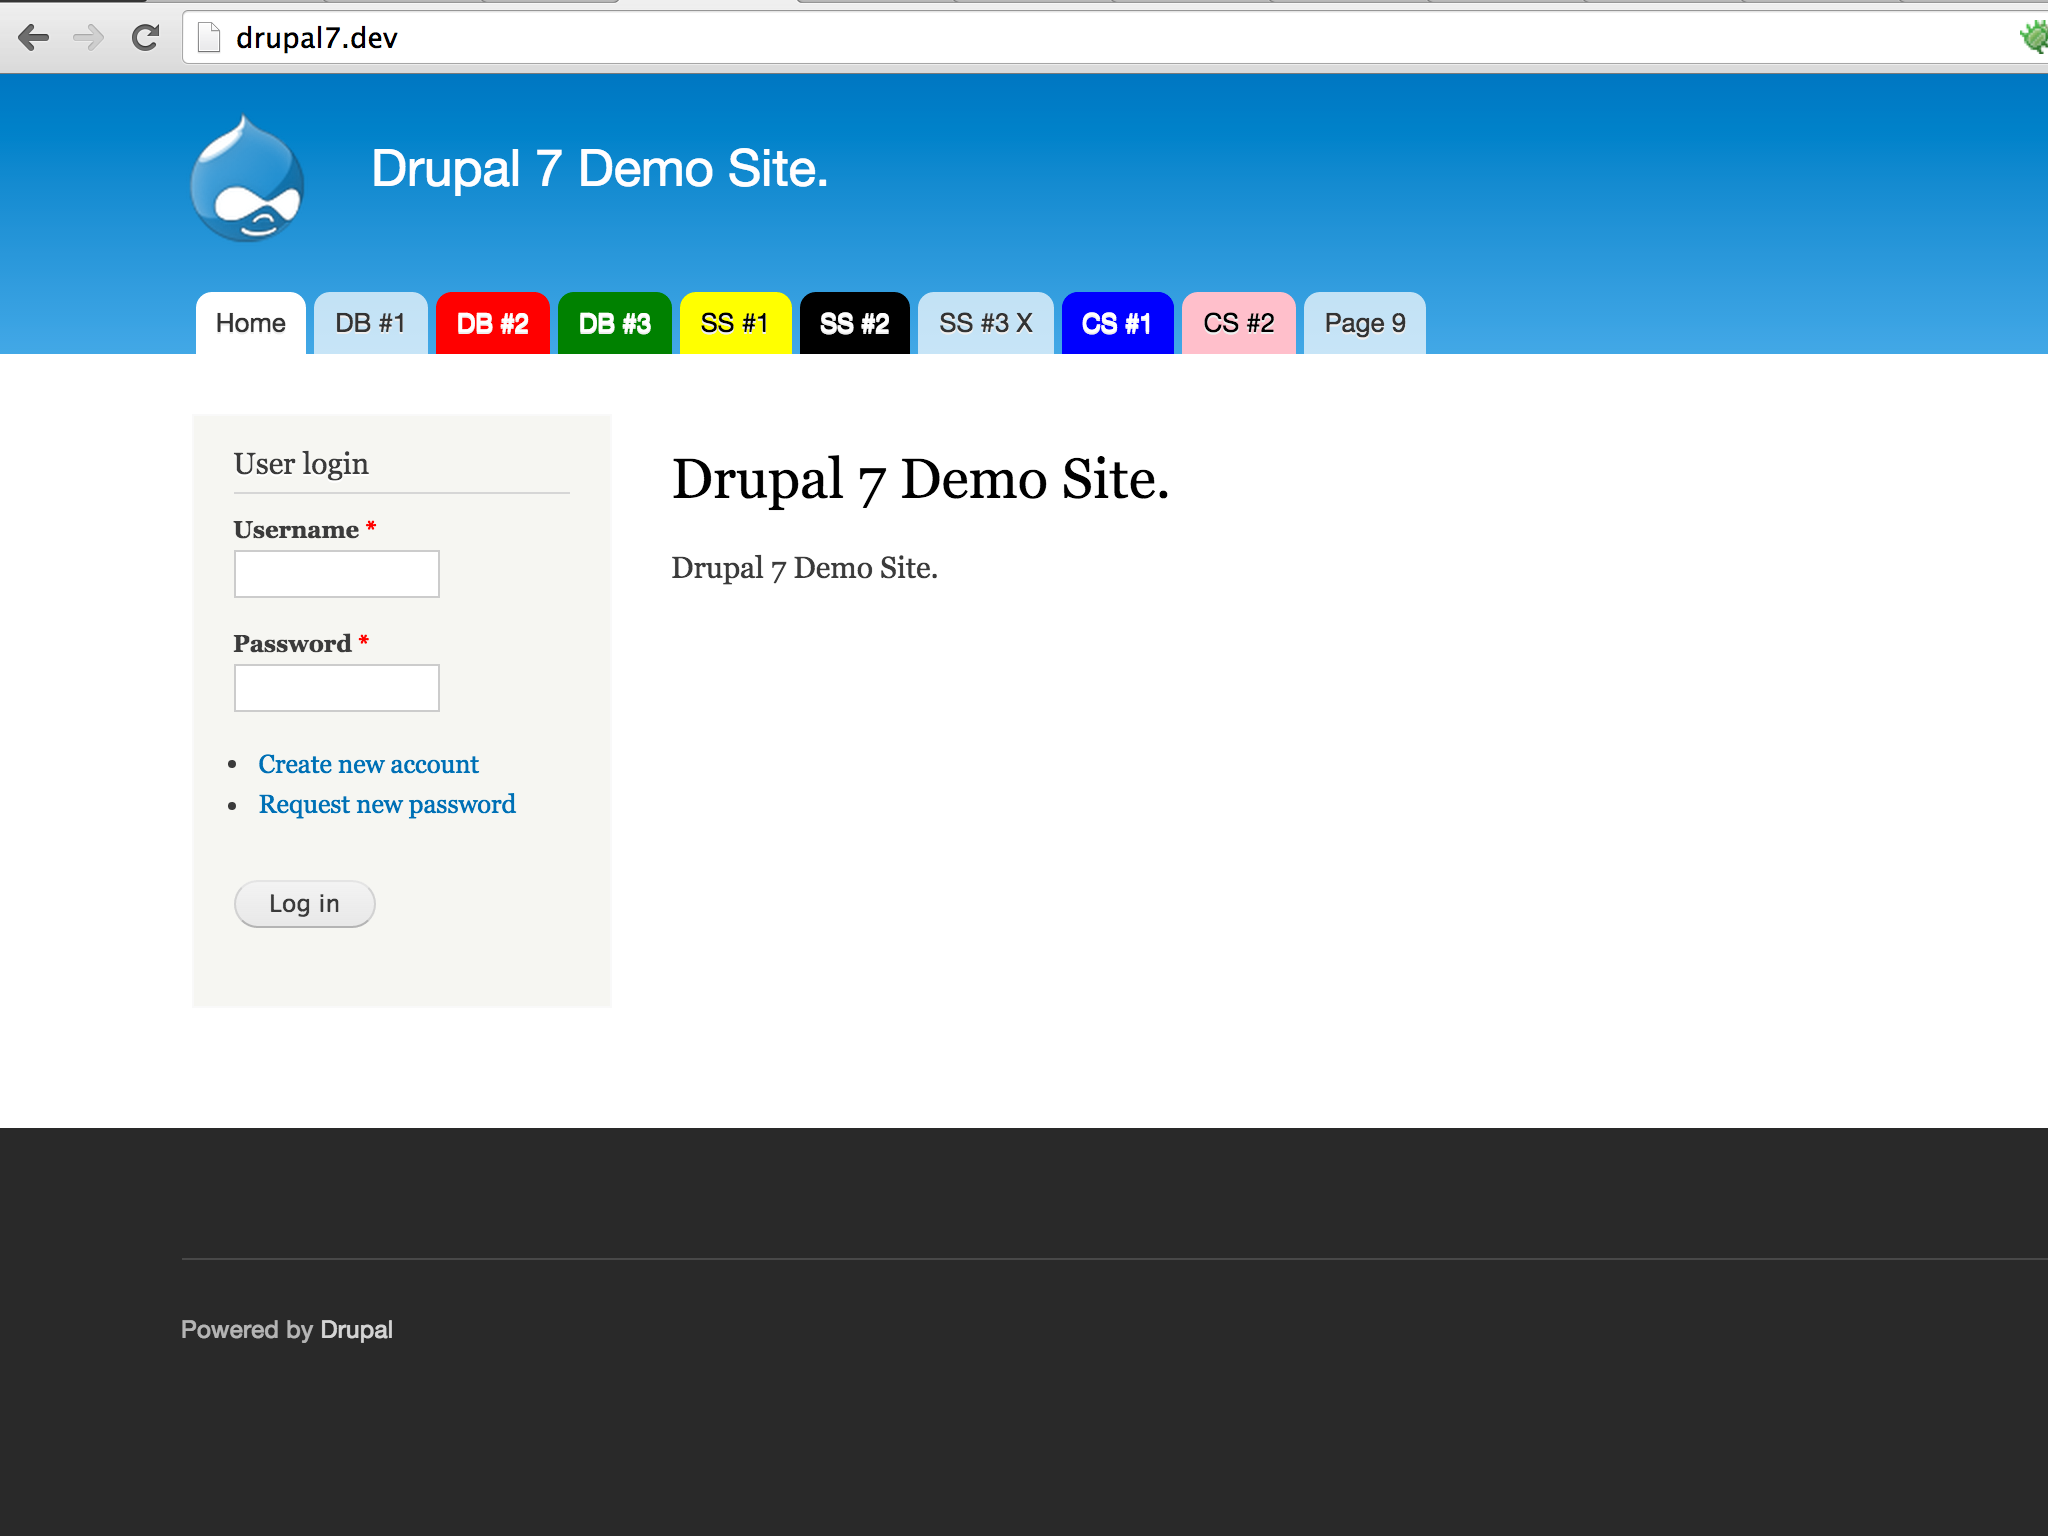 drupal7.dev
Drupal 7 Demo Site.
Home DB #1 DB #2 DB #3 SS #1 SS #2 SS #3 X CS #1 CS #2 Page 9
User login
Username *
Password *
Create new account
Request new password
Log in
Drupal 7 Demo Site.
Drupal 7 Demo Site.
Powered by Drupal